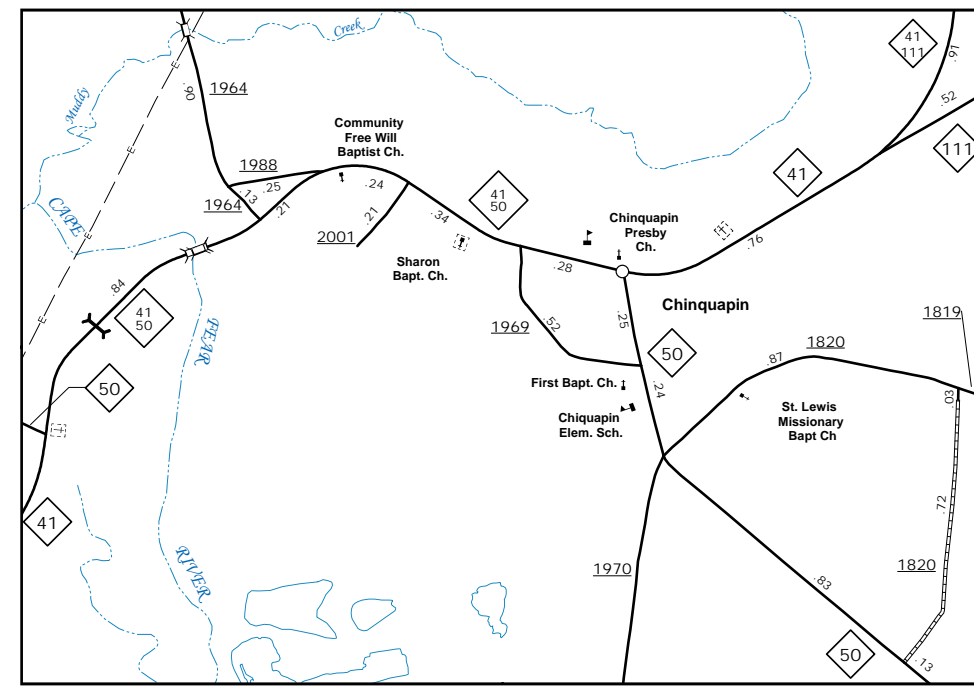 Creek
Muddy
41
111
.91
.52
111
.90
1964
Community
Free Will
Baptist Ch.
1988
.25
.13
1964
.21
.24
.21
2001
CAPE
E
E
E
.34
41
50
Sharon
Bapt. Ch.
.28
Chinquapin
Presby
Ch.
41
.76
.84
41
50
FEAR
1969
.52
.25
Chinquapin
50
1819
1820
.87
50
First Bapt. Ch.
.24
Chiquapin
Elem. Sch.
St. Lewis
Missionary
Bapt Ch
.03
41
.72
RIVER
1970
1820
.83
50
.13